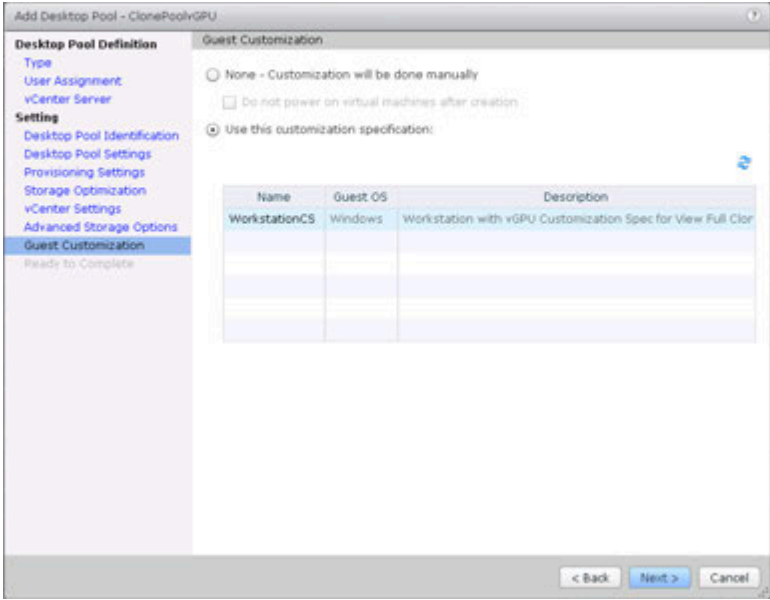 Add Desktop Pool - ClonePoolvGPU
?
Desktop Pool Definition
Type
User Assignment
vCenter Server
Setting
Desktop Pool Identification
Desktop Pool Settings
Provisioning Settings
Storage Optimization
vCenter Settings
Advanced Storage Options
Guest Customization
Ready to Complete
Guest Customization
None - Customization will be done manually
Do not power on virtual machines after creation
Use this customization specification:
Name Guest OS Description
WorkstationCS Windows Workstation with vGPU Customization Spec for View Full Clor
< Back Next > Cancel